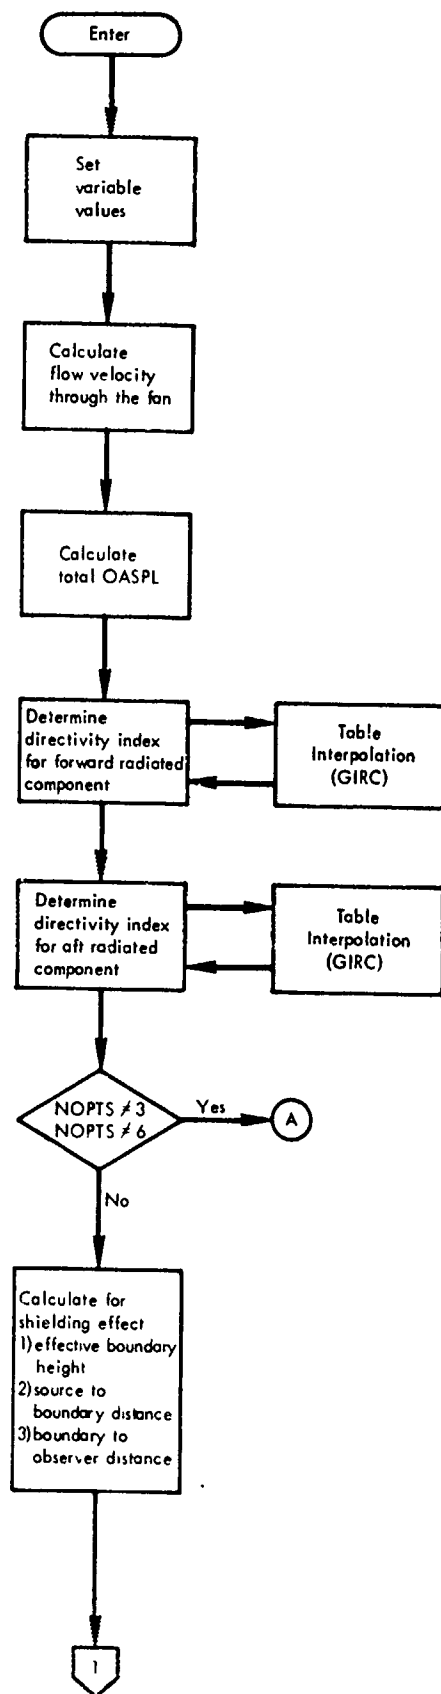 Enter
Set
variable
values
Calculate
flow velocity
through the fan
Calculate
total OASPL
Determine
directivity index
for forward radiated
component
Table
Interpolation
(GIRC)
Determine
directivity index
for aft radiated
component
Table
Interpolation
(GIRC)
NOPTS ≠ 3
NOPTS ≠ 6
Yes
A
No
Calculate for
shielding effect
1) effective boundary
height
2) source to
boundary distance
3) boundary to
observer distance
1